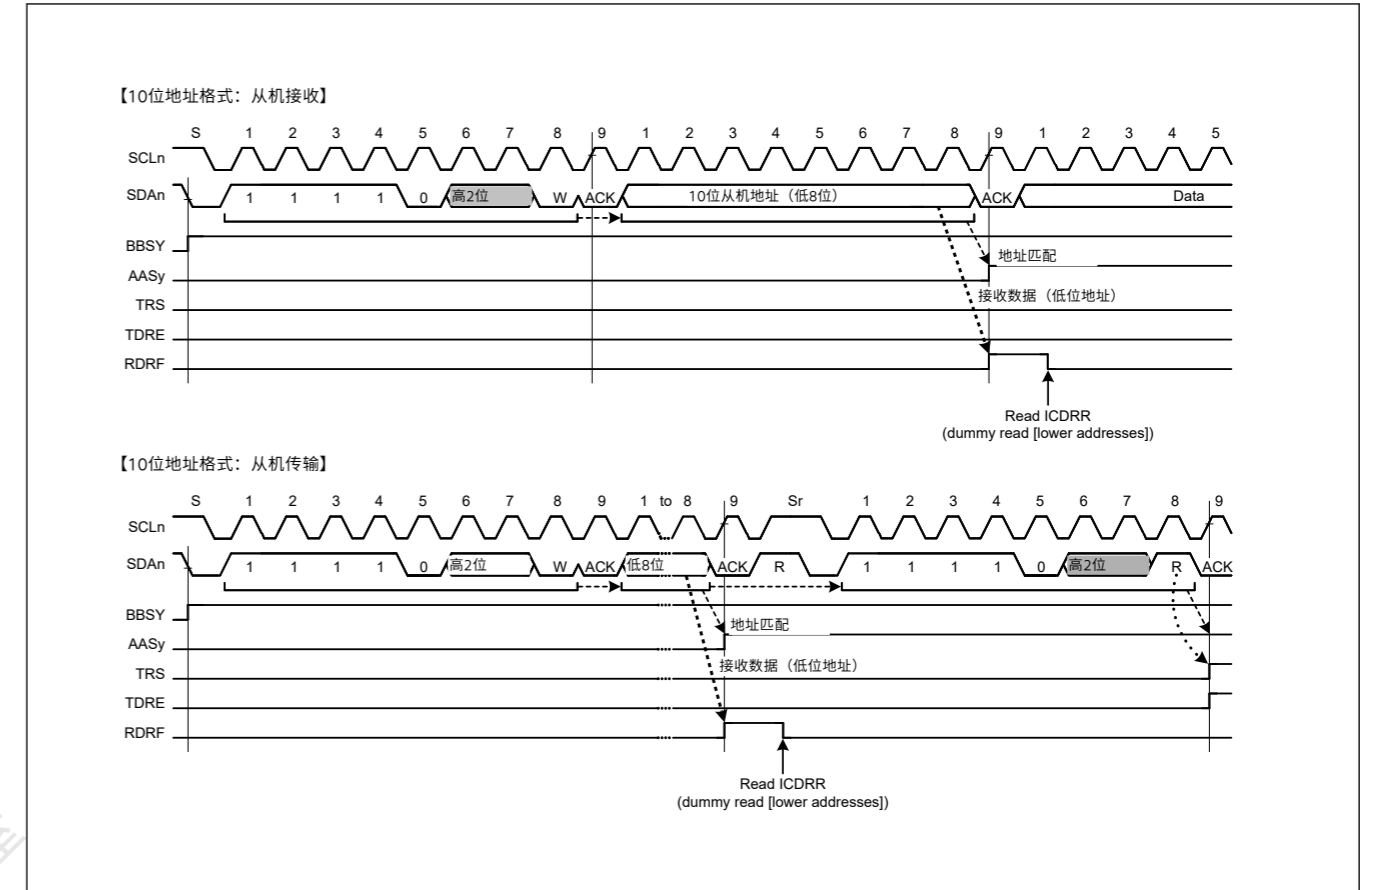 【10位地址格式：从机接收】
S 1 2 3 4 5 6 7 8 9 1 2 3 4 5 6 7 8 9 1 2 3 4 5
SCLn
SDAn 1 1 1 1 0 高2位 W ACK 10位从机地址（低8位） ACK Data
BBSY
地址匹配
AASy
接收数据（低位地址）
TRS
TDRE
RDRF
Read ICDRR
(dummy read [lower addresses])
【10位地址格式：从机传输】
S 1 2 3 4 5 6 7 8 9 1 to 8 9 Sr 1 2 3 4 5 6 7 8 9
SCLn
SDAn 1 1 1 1 0 高2位 W ACK 低8位 ACK R 1 1 1 1 0 高2位 R ACK
BBSY
地址匹配
AASy
接收数据（低位地址）
TRS
TDRE
RDRF
Read ICDRR
(dummy read [lower addresses])